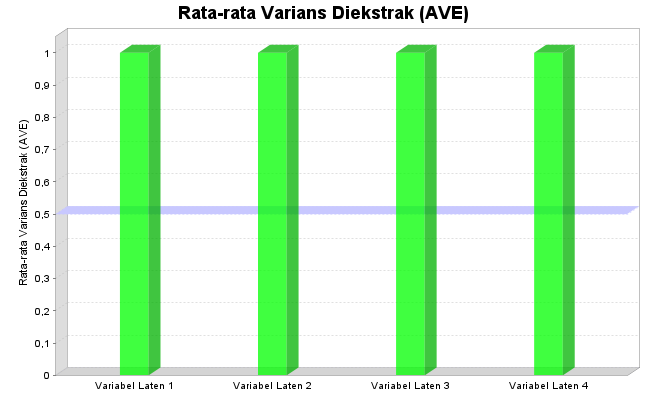 Rata-rata Varians Diekstrak (AVE)
Rata-rata Varians Diekstrak (AVE)
1
0,9
0,8
0,7
0,6
0,5
0,4
0,3
0,2
0,1
0
Variabel Laten 1
Variabel Laten 2
Variabel Laten 3
Variabel Laten 4